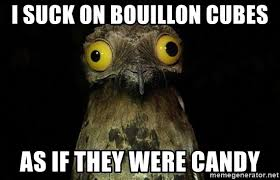 I SUCK ON BOUILLON CUBES
AS IF THEY WERE CANDY
memegenerator.net